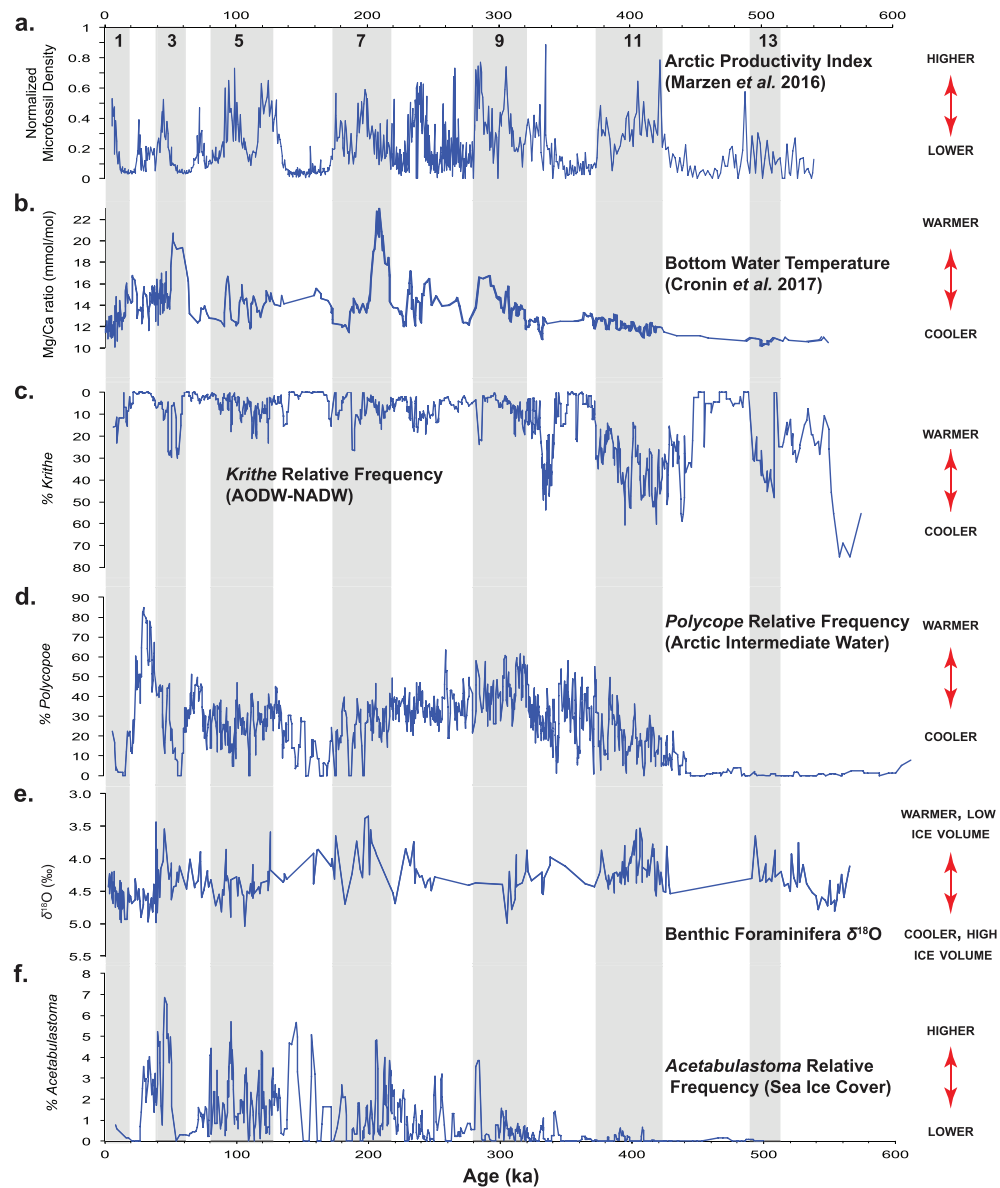 0 100 200 300 400 500 600
a.
1 3 5 7 9 11 13
Normalized
Microfossil Density
1
0.8
0.6
0.4
0.2
0
Arctic Productivity Index
(Marzen et al. 2016)
HIGHER
LOWER
b.
Mg/Ca ratio (mmol/mol)
22
20
18
16
14
12
10
Bottom Water Temperature
(Cronin et al. 2017)
WARMER
COOLER
c.
% Krithe
0
10
20
30
40
50
60
70
80
Krithe Relative Frequency
(AODW-NADW)
WARMER
COOLER
d.
% Polycopoe
90
80
70
60
50
40
30
20
10
0
Polycope Relative Frequency
(Arctic Intermediate Water)
WARMER
COOLER
e.
δ18O (‰)
3.0
3.5
4.0
4.5
5.0
5.5
Benthic Foraminifera δ18O
WARMER, LOW
ICE VOLUME
COOLER, HIGH
ICE VOLUME
f.
% Acetabulastoma
8
7
6
5
4
3
2
1
0
Acetabulastoma Relative
Frequency (Sea Ice Cover)
HIGHER
LOWER
0 100 200 300 400 500 600
Age (ka)